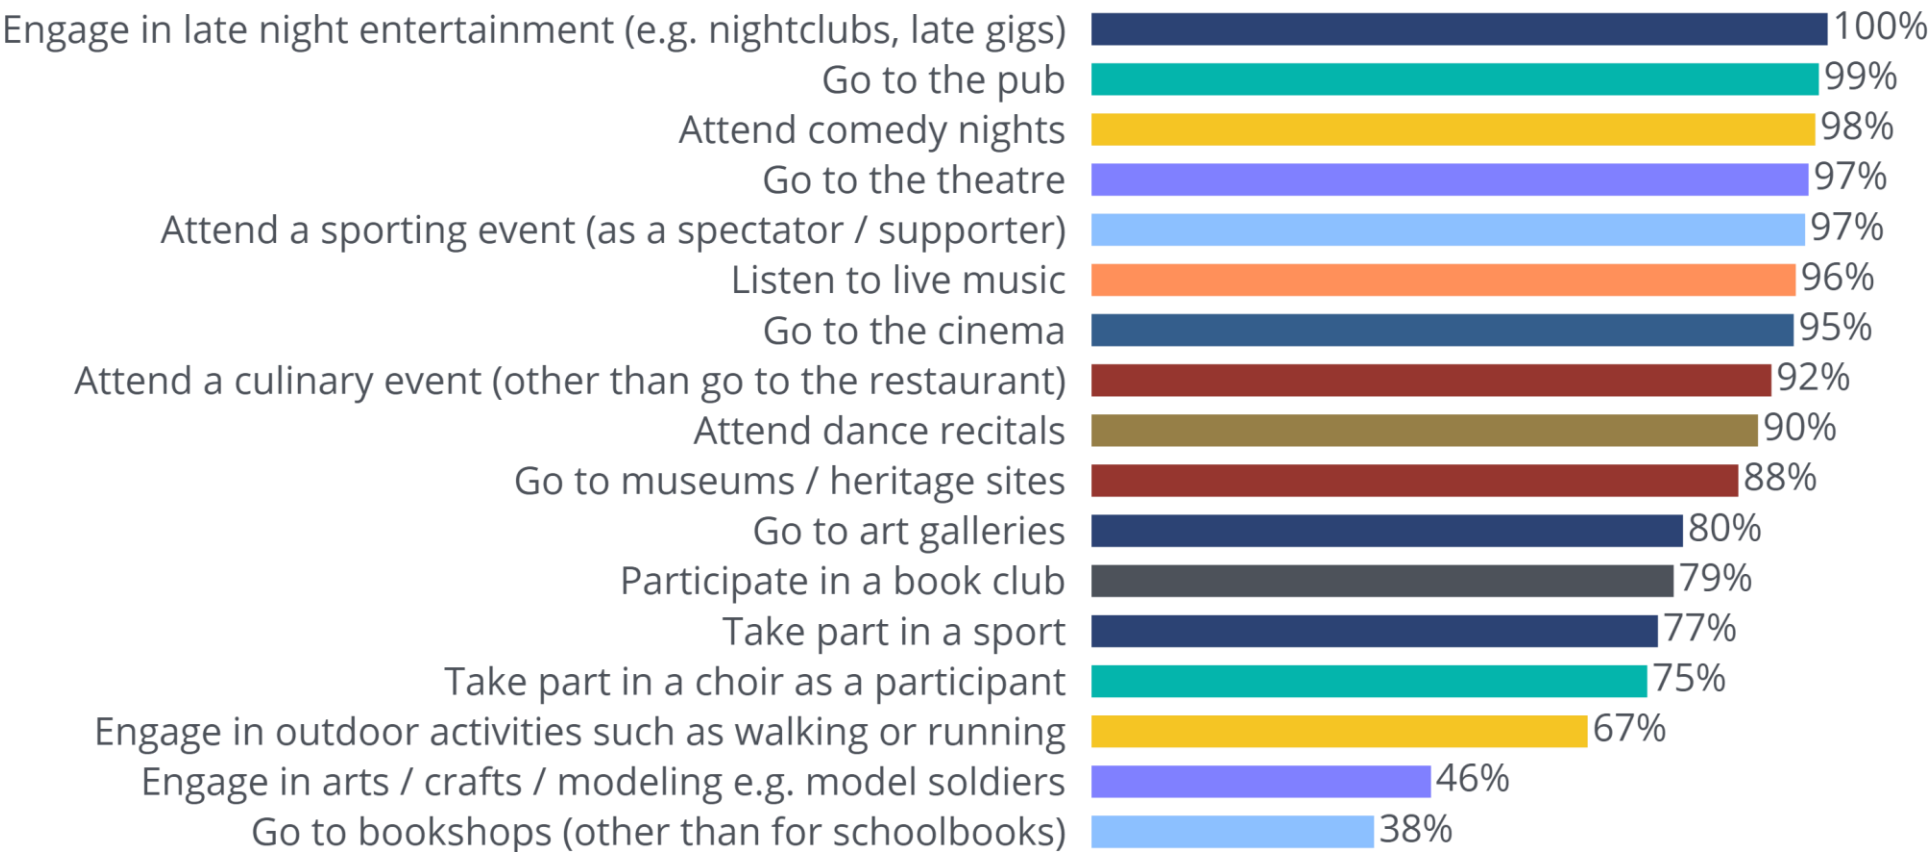 Engage in late night entertainment (e.g. nightclubs, late gigs) 100%
Go to the pub 99%
Attend comedy nights 98%
Go to the theatre 97%
Attend a sporting event (as a spectator / supporter) 97%
Listen to live music 96%
Go to the cinema 95%
Attend a culinary event (other than go to the restaurant) 92%
Attend dance recitals 90%
Go to museums / heritage sites 88%
Go to art galleries 80%
Participate in a book club 79%
Take part in a sport 77%
Take part in a choir as a participant 75%
Engage in outdoor activities such as walking or running 67%
Engage in arts / crafts / modeling e.g. model soldiers 46%
Go to bookshops (other than for schoolbooks) 38%